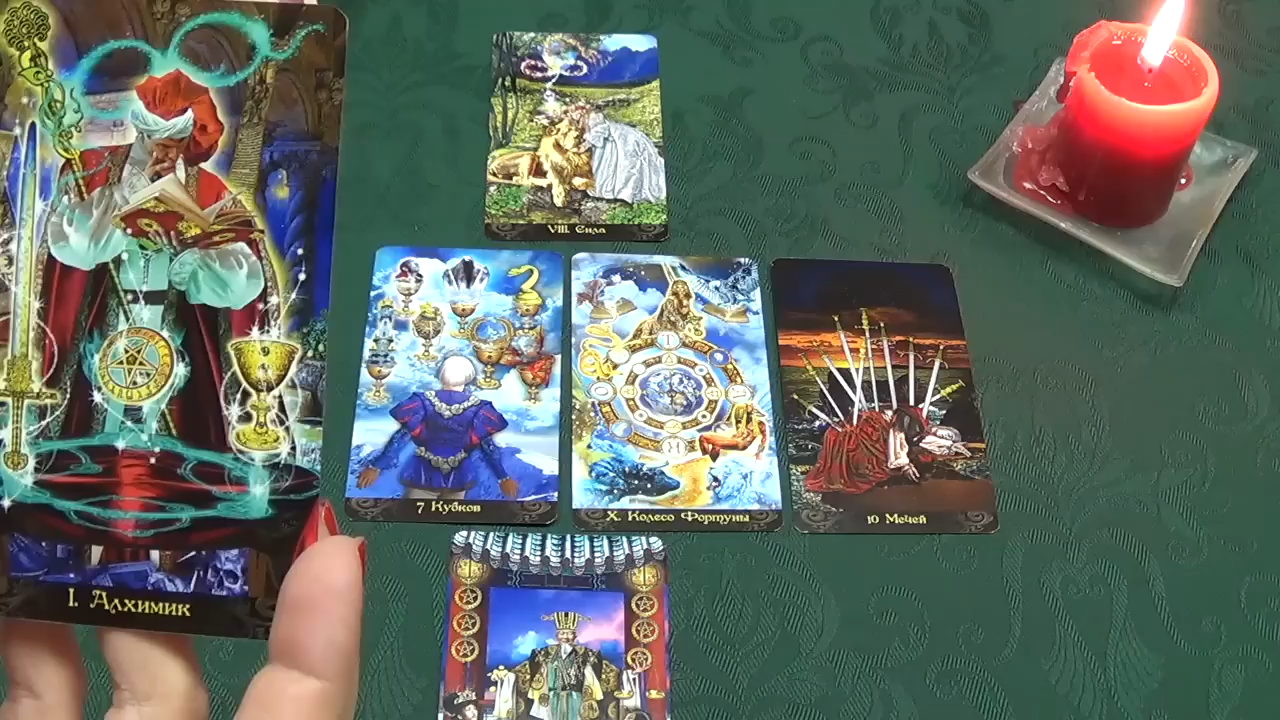 VIII. Сила
7 Кубков
X. Колесо Фортуны
10 Мечей
I. Алхимик